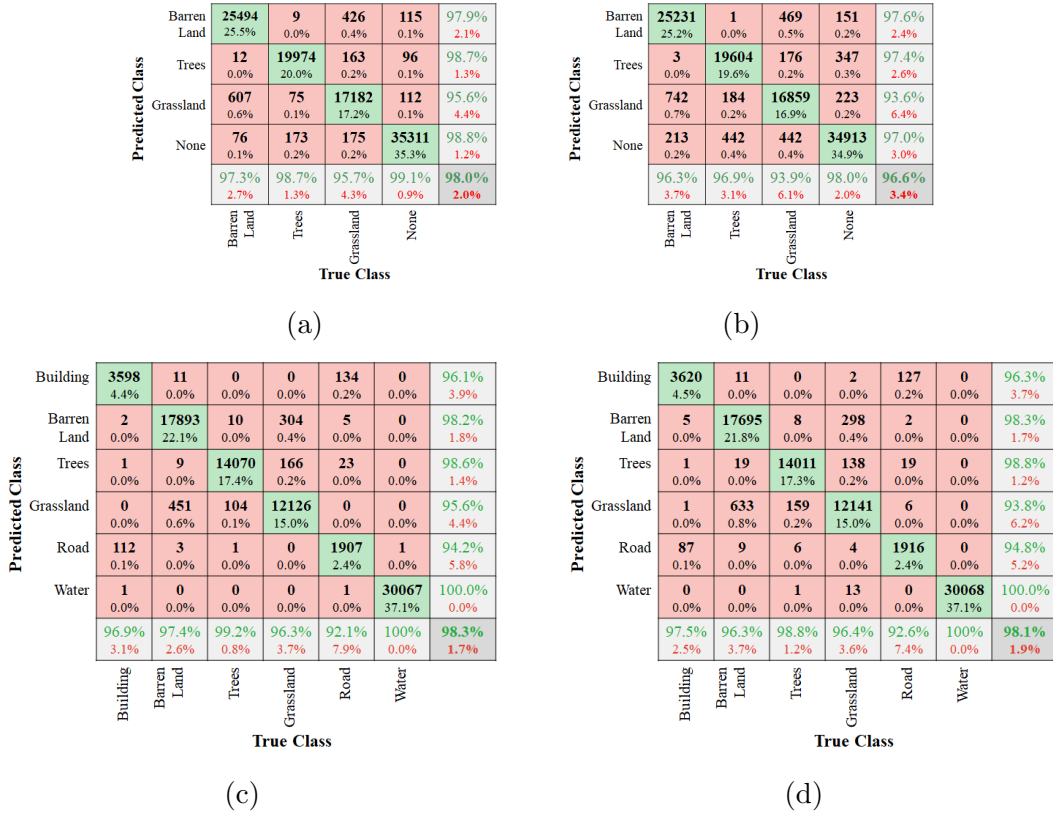 Barren Land 25494 9 426 115 97.9%
25.5% 0.0% 0.4% 0.1% 2.1%
Trees 12 19974 163 96 98.7%
0.0% 20.0% 0.2% 0.1% 1.3%
Grassland 607 75 17182 112 95.6%
0.6% 0.1% 17.2% 0.1% 4.4%
None 76 173 175 35311 98.8%
0.1% 0.2% 0.2% 35.3% 1.2%
97.3% 98.7% 95.7% 99.1% 98.0%
2.7% 1.3% 4.3% 0.9% 2.0%
Barren Land Trees Grassland None
Predicted Class
True Class
(a)
Barren Land 25231 1 469 151 97.6%
25.2% 0.0% 0.5% 0.2% 2.4%
Trees 3 19604 176 347 97.4%
0.0% 19.6% 0.2% 0.3% 2.6%
Grassland 742 184 16859 223 93.6%
0.7% 0.2% 16.9% 0.2% 6.4%
None 213 442 442 34913 97.0%
0.2% 0.4% 0.4% 34.9% 3.0%
96.3% 96.9% 93.9% 98.0% 96.6%
3.7% 3.1% 6.1% 2.0% 3.4%
Barren Land Trees Grassland None
Predicted Class
True Class
(b)
Building 3598 11 0 0 134 0 96.1%
4.4% 0.0% 0.0% 0.0% 0.2% 0.0% 3.9%
Barren Land 2 17893 10 304 5 0 98.2%
0.0% 22.1% 0.0% 0.4% 0.0% 0.0% 1.8%
Trees 1 9 14070 166 23 0 98.6%
0.0% 0.0% 17.4% 0.2% 0.0% 0.0% 1.4%
Grassland 0 451 104 12126 0 0 95.6%
0.0% 0.6% 0.1% 15.0% 0.0% 0.0% 4.4%
Road 112 3 1 0 1907 1 94.2%
0.1% 0.0% 0.0% 0.0% 2.4% 0.0% 5.8%
Water 1 0 0 0 1 30067 100.0%
0.0% 0.0% 0.0% 0.0% 0.0% 37.1% 0.0%
96.9% 97.4% 99.2% 96.3% 92.1% 100% 98.3%
3.1% 2.6% 0.8% 3.7% 7.9% 0.0% 1.7%
Building Barren Land Trees Grassland Road Water
Predicted Class
True Class
(c)
Building 3620 11 0 2 127 0 96.3%
4.5% 0.0% 0.0% 0.0% 0.2% 0.0% 3.7%
Barren Land 5 17695 8 298 2 0 98.3%
0.0% 21.8% 0.0% 0.4% 0.0% 0.0% 1.7%
Trees 1 19 14011 138 19 0 98.8%
0.0% 0.0% 17.3% 0.2% 0.0% 0.0% 1.2%
Grassland 1 633 159 12141 6 0 93.8%
0.0% 0.8% 0.2% 15.0% 0.0% 0.0% 6.2%
Road 87 9 6 4 1916 0 94.8%
0.1% 0.0% 0.0% 0.0% 2.4% 0.0% 5.2%
Water 0 0 1 13 0 30068 100.0%
0.0% 0.0% 0.0% 0.0% 0.0% 37.1% 0.0%
97.5% 96.3% 98.8% 96.4% 92.6% 100% 98.1%
2.5% 3.7% 1.2% 3.6% 7.4% 0.0% 1.9%
Building Barren Land Trees Grassland Road Water
Predicted Class
True Class
(d)